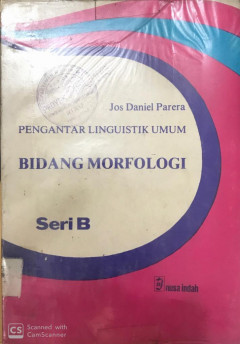 Jos Daniel Parera
PENGANTAR LINGUISTIK UMUM
BIDANG MORFOLOGI
Seri B
nusa indah
CS
Scanned with
CamScanner